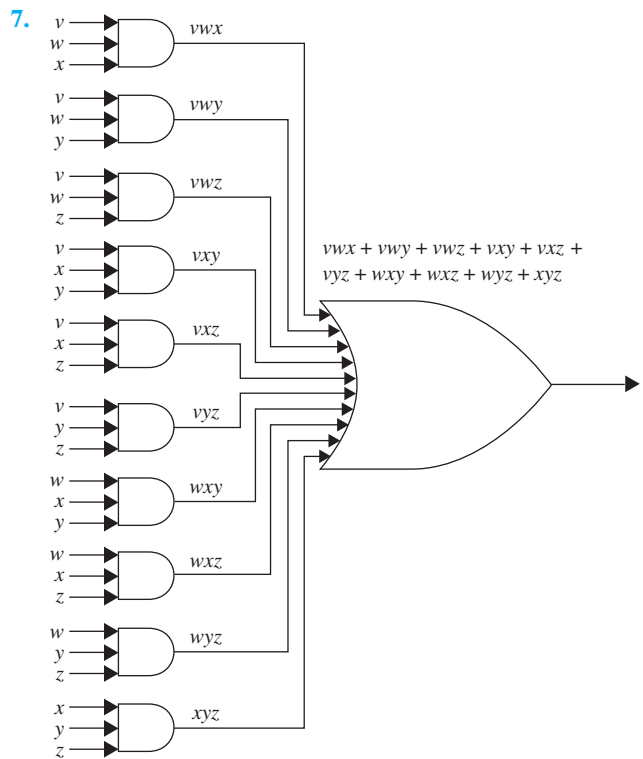 7.
v
w
x
vwx
v
w
y
vwy
v
w
z
vwz
v
x
y
vxy
v
x
z
vxz
v
y
z
vyz
w
x
y
wxy
w
x
z
wxz
w
y
z
wyz
x
y
z
xyz
vwx + vwy + vwz + vxy + vxz +
vyz + wxy + wxz + wyz + xyz